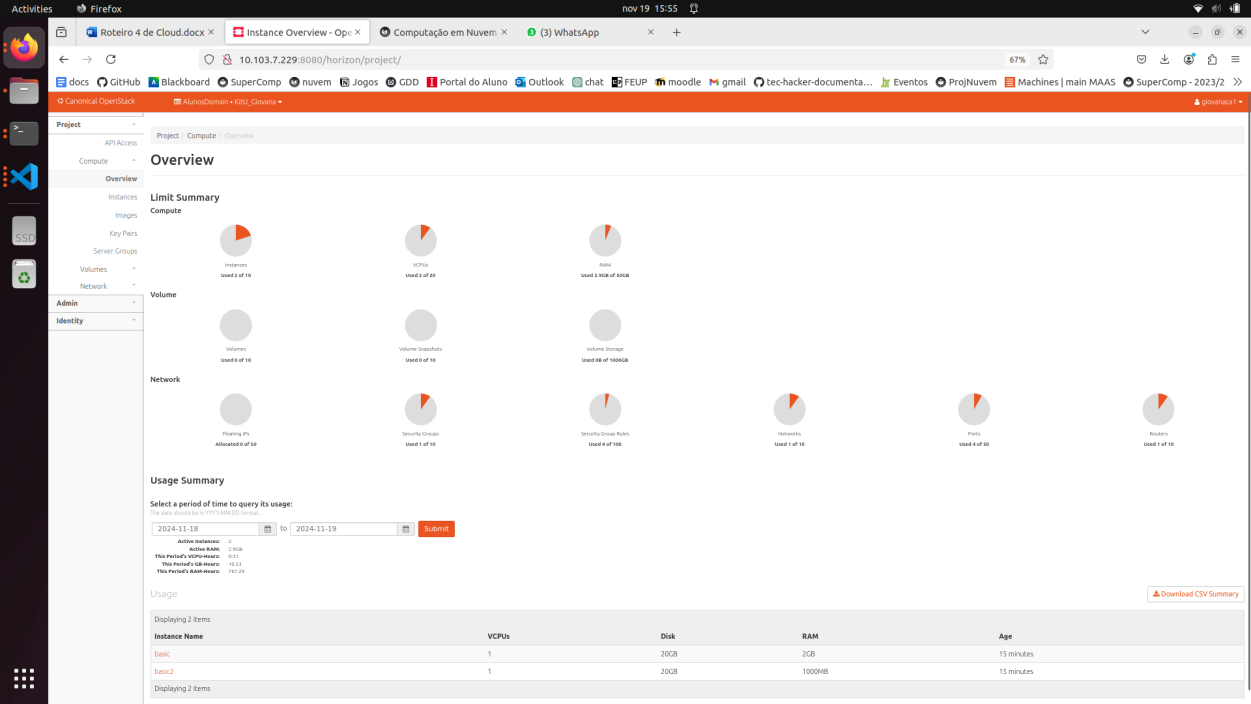 Activities Firefox nov 19 15:55
Roteiro 4 de Cloud.docx × Instance Overview - Ope × Computação em Nuvem × (3) WhatsApp × +
10.103.7.229:8080/horizon/project/ 67%
docs GitHub Blackboard SuperComp nuvem Jogos GDD Portal do Aluno Outlook chat FEUP moodle gmail tec-hacker-documenta... Eventos ProjNuvem Machines | main MAAS SuperComp - 2023/2
Canonical OpenStack AlunosDomain • KitU_Giovana giovanaca1
Project
API Access
Compute
Overview
Instances
Images
Key Pairs
Server Groups
Volumes
Network
Admin
Identity
Project / Compute / Overview
Overview
Limit Summary
Compute
Instances VCPUs RAM
Used 2 of 10 Used 2 of 20 Used 2.9GB of 50GB
Volume
Volumes Volume Snapshots Volume Storage
Used 0 of 10 Used 0 of 10 Used 0B of 1000GB
Network
Floating IPs Security Groups Security Group Rules Networks Ports Routers
Allocated 0 of 50 Used 1 of 10 Used 4 of 100 Used 1 of 10 Used 4 of 50 Used 1 of 10
Usage Summary
Select a period of time to query its usage:
The date should be in YYYY-MM-DD format.
2024-11-18 to 2024-11-19 Submit
Active Instances: 2
Active RAM: 2.9GB
This Period's VCPU-Hours: 0.51
This Period's GB-Hours: 10.23
This Period's RAM-Hours: 767.29
Usage Download CSV Summary
Displaying 2 items
Instance Name VCPUs Disk RAM Age
basic 1 20GB 2GB 15 minutes
basic2 1 20GB 1000MB 15 minutes
Displaying 2 items
SSD